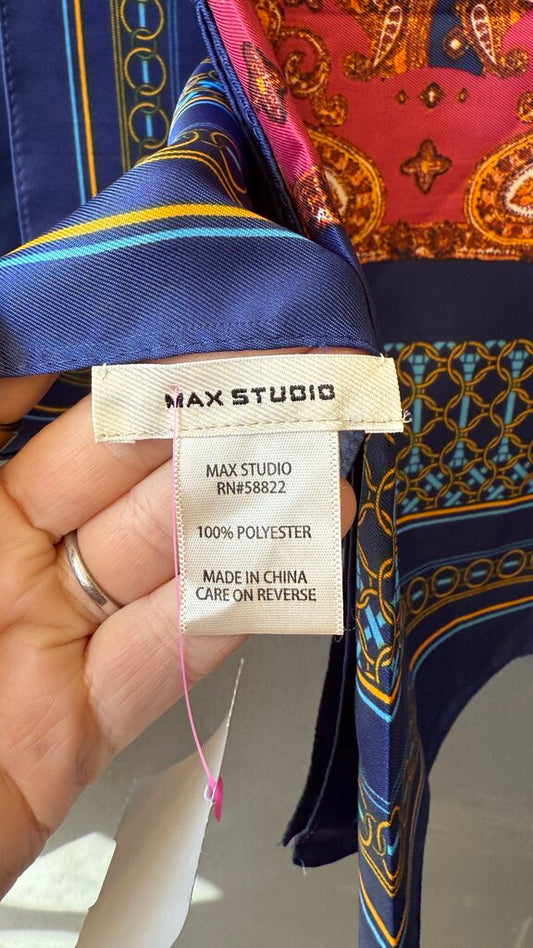 MAX STUDIO
MAX STUDIO
RN#58822
100% POLYESTER
MADE IN CHINA
CARE ON REVERSE